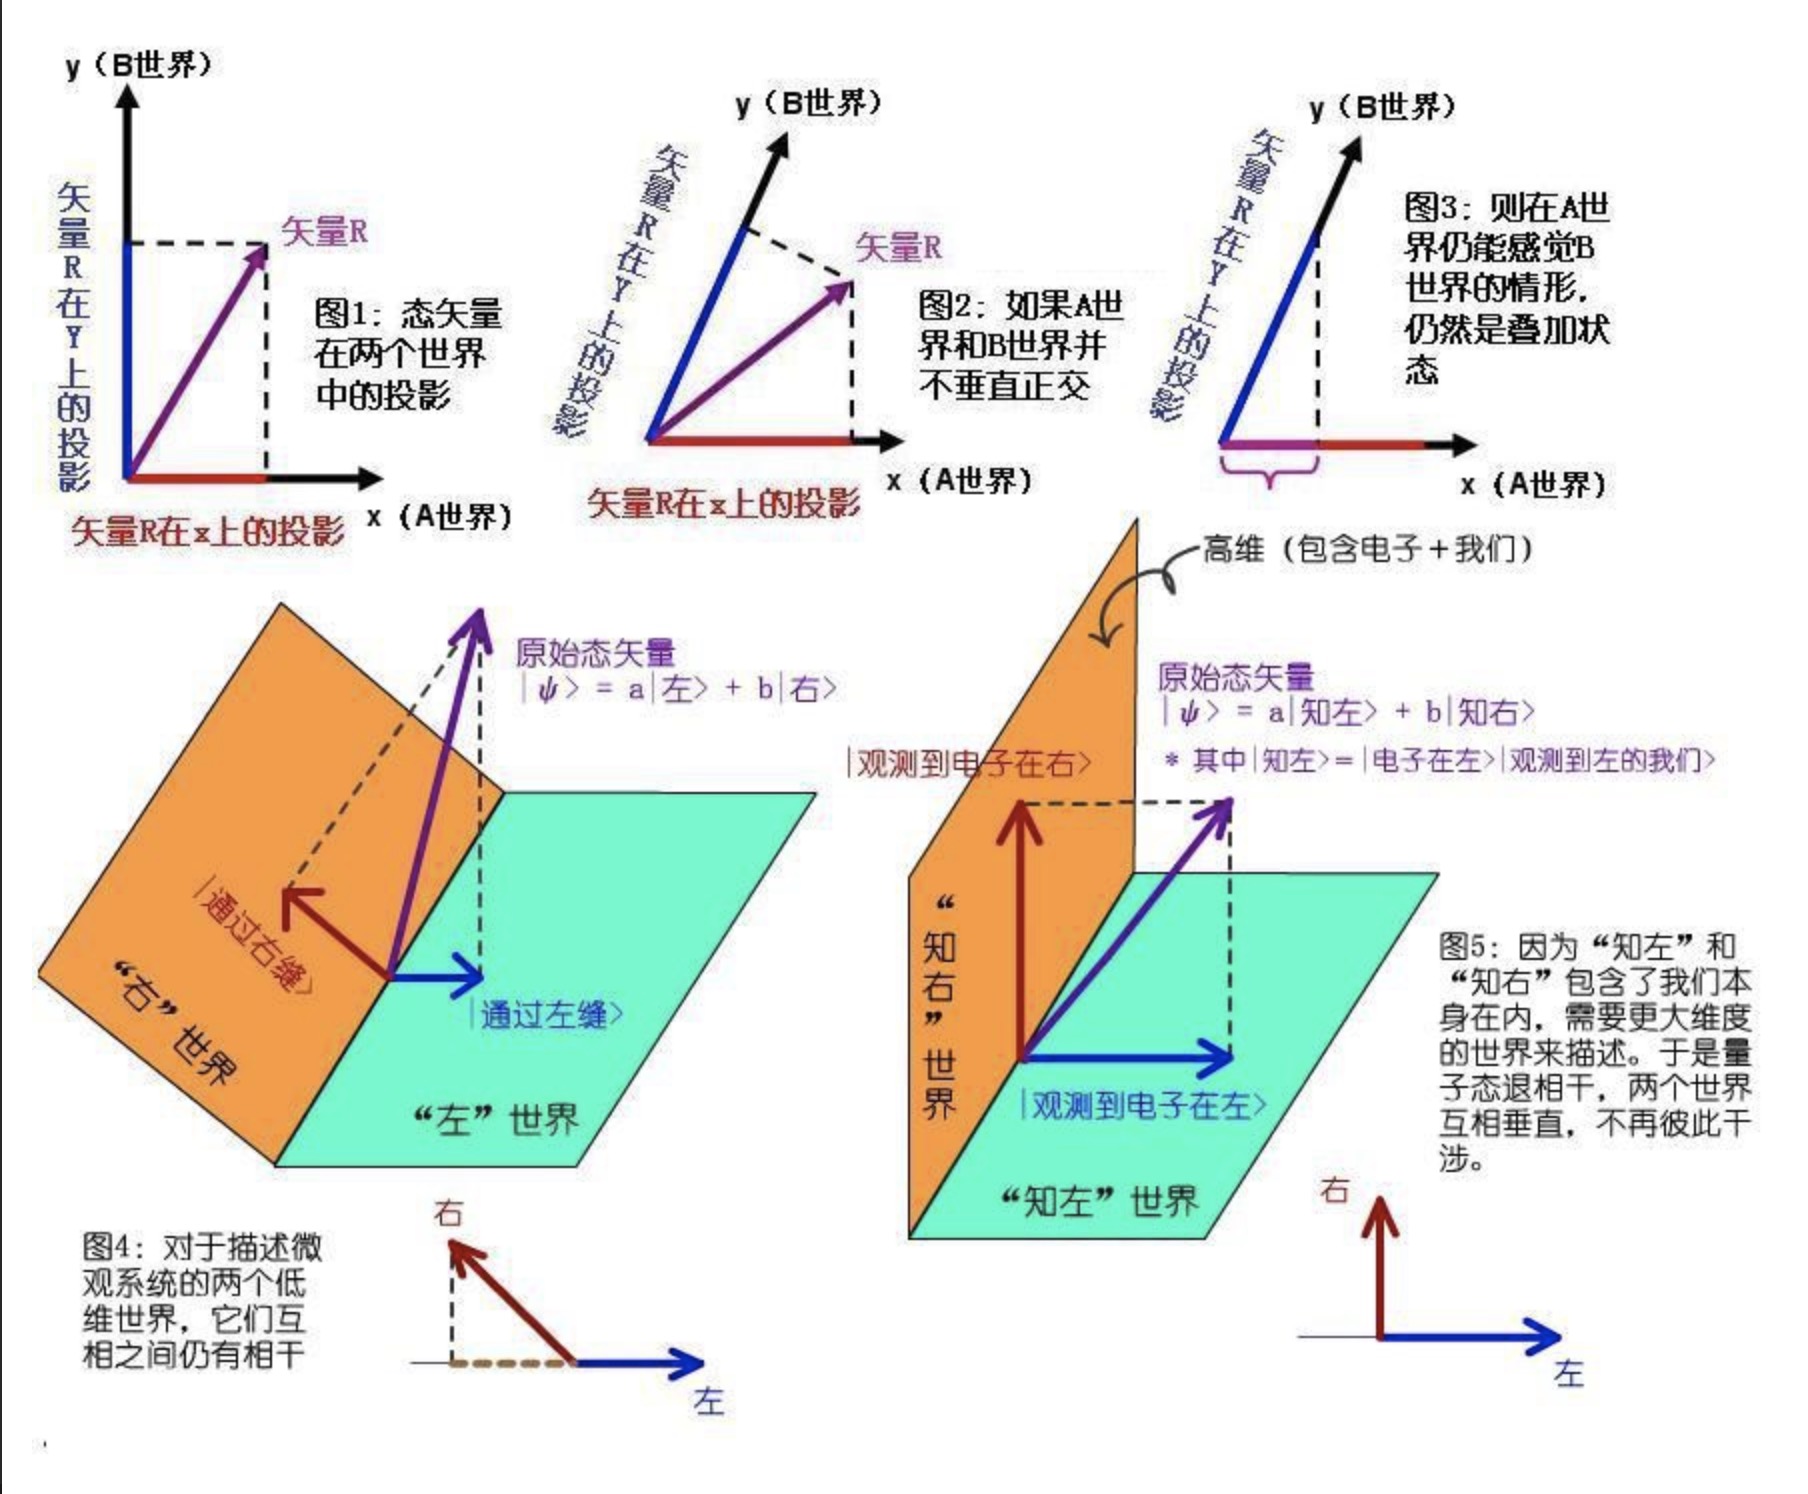 y（B世界）
矢量R在Y上的投影
矢量R
图1：态矢量
在两个世界
中的投影
x（A世界）
矢量R在x上的投影
y（B世界）
矢量R在Y上的投影
矢量R
图2：如果A世
界和B世界并
不垂直正交
x（A世界）
矢量R在x上的投影
y（B世界）
矢量R在Y上的投影
图3：则在A世
界仍能感觉B
世界的情形，
仍然是叠加状
态
x（A世界）
原始态矢量
|ψ> = a|左> + b|右>
|通过右缝>
“右”世界
|通过左缝>
“左”世界
图4：对于描述微
观系统的两个低
维世界，它们互
相之间仍有相干
右
左
高维（包含电子＋我们）
原始态矢量
|ψ> = a|知左> + b|知右>
* 其中|知左>=|电子在左>|观测到左的我们>
|观测到电子在右>
“知右”世界
|观测到电子在左>
“知左”世界
图5：因为“知左”和
“知右”包含了我们本
身在内，需要更大维度
的世界来描述。于是量
子态退相干，两个世界
互相垂直，不再彼此干
涉。
右
左